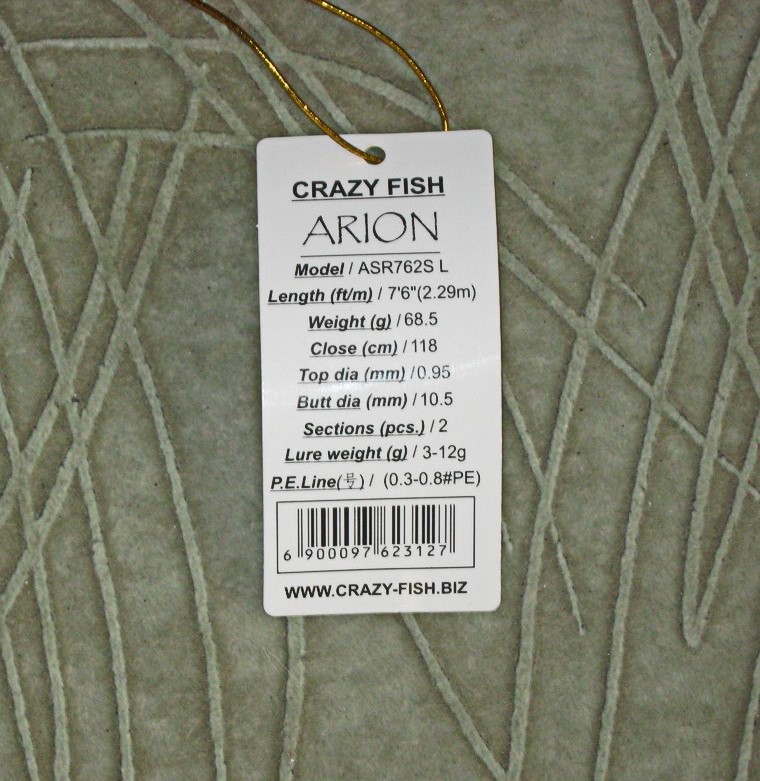 CRAZY FISH
ARION
Model / ASR762S L
Length (ft/m) / 7'6"(2.29m)
Weight (g) / 68.5
Close (cm) / 118
Top dia (mm) / 0.95
Butt dia (mm) / 10.5
Sections (pcs.) / 2
Lure weight (g) / 3-12g
P.E.Line(号) / (0.3-0.8#PE)
6 900097 623127
WWW.CRAZY-FISH.BIZ